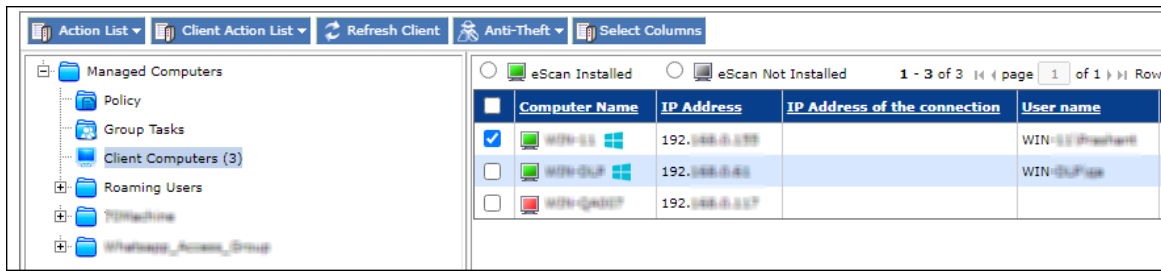 Action List Client Action List Refresh Client Anti-Theft Select Columns
Managed Computers
Policy
Group Tasks
Client Computers (3)
Roaming Users
eScan Installed eScan Not Installed 1 - 3 of 3 page 1 of 1 Row
Computer Name IP Address IP Address of the connection User name
192. WIN-
192. WIN-
192.